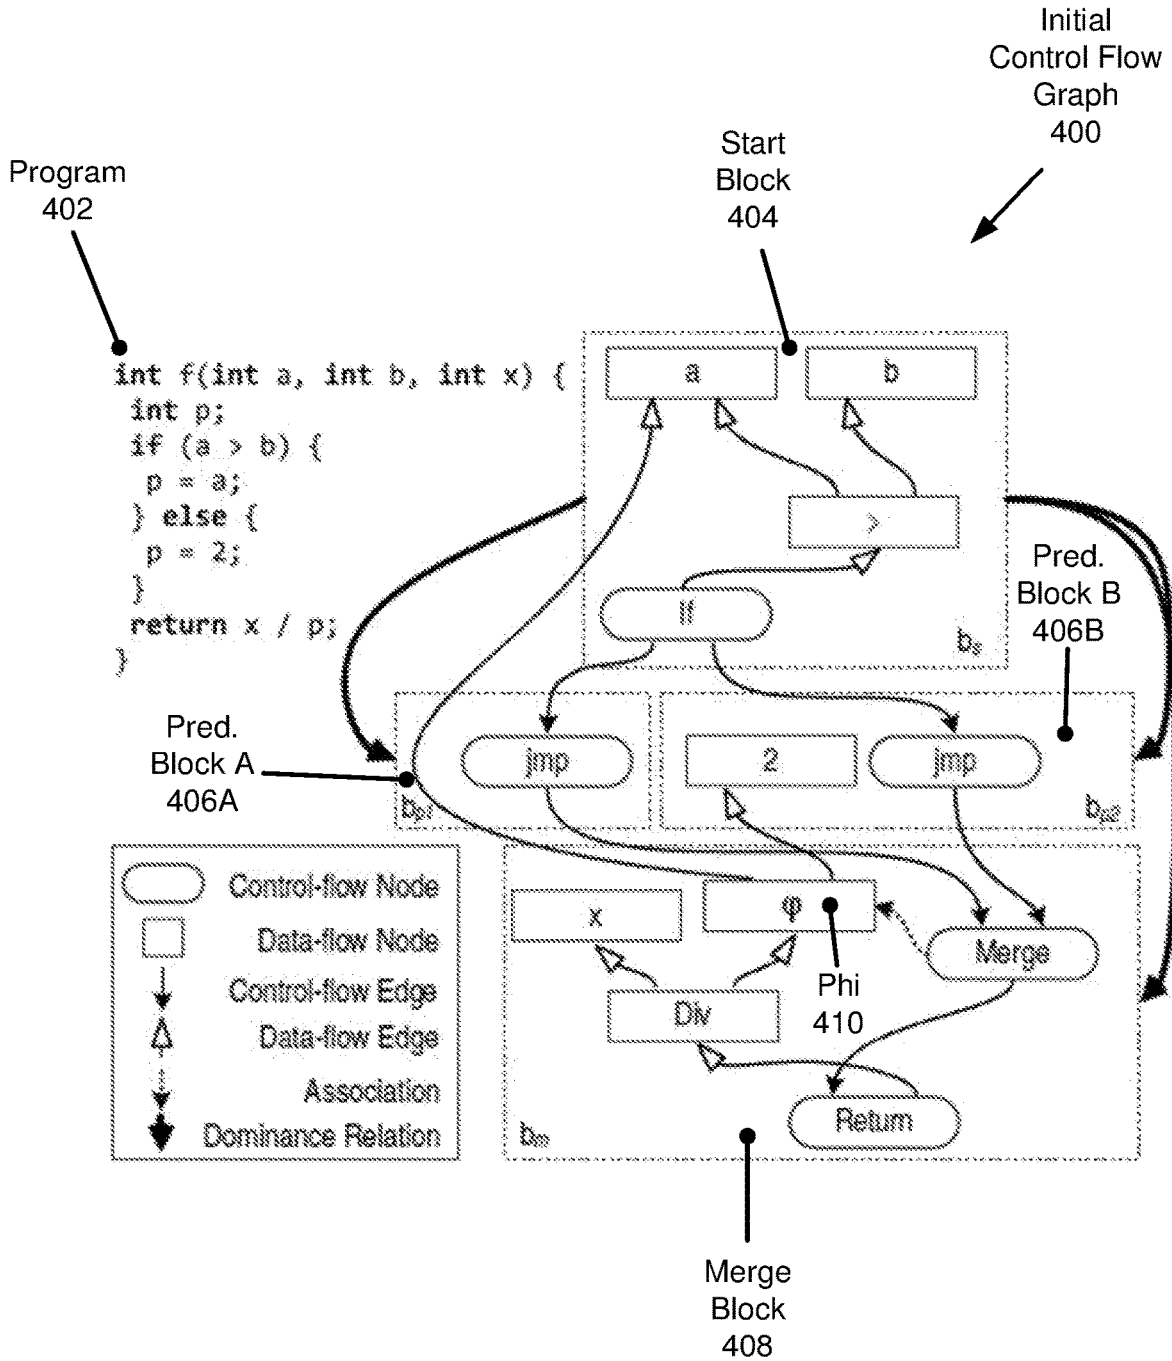 Initial
Control Flow
Graph
400
Start
Block
404
Program
402
int f(int a, int b, int x) {
int p;
if (a > b) {
p = a;
} else {
p = 2;
}
return x / p;
}
a
b
>
If
bs
Pred.
Block B
406B
Pred.
Block A
406A
jmp
bp1
2
jmp
bp2
Control-flow Node
Data-flow Node
Control-flow Edge
Data-flow Edge
Association
Dominance Relation
x
φ
Merge
Phi
410
Div
Return
bm
Merge
Block
408